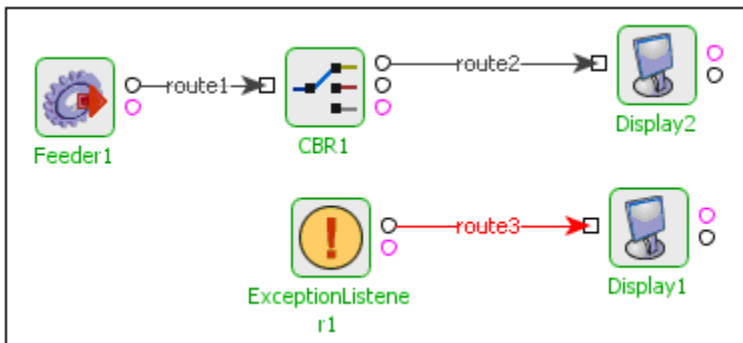 route1
route2
Feeder1
CBR1
Display2
route3
ExceptionListene
r1
Display1